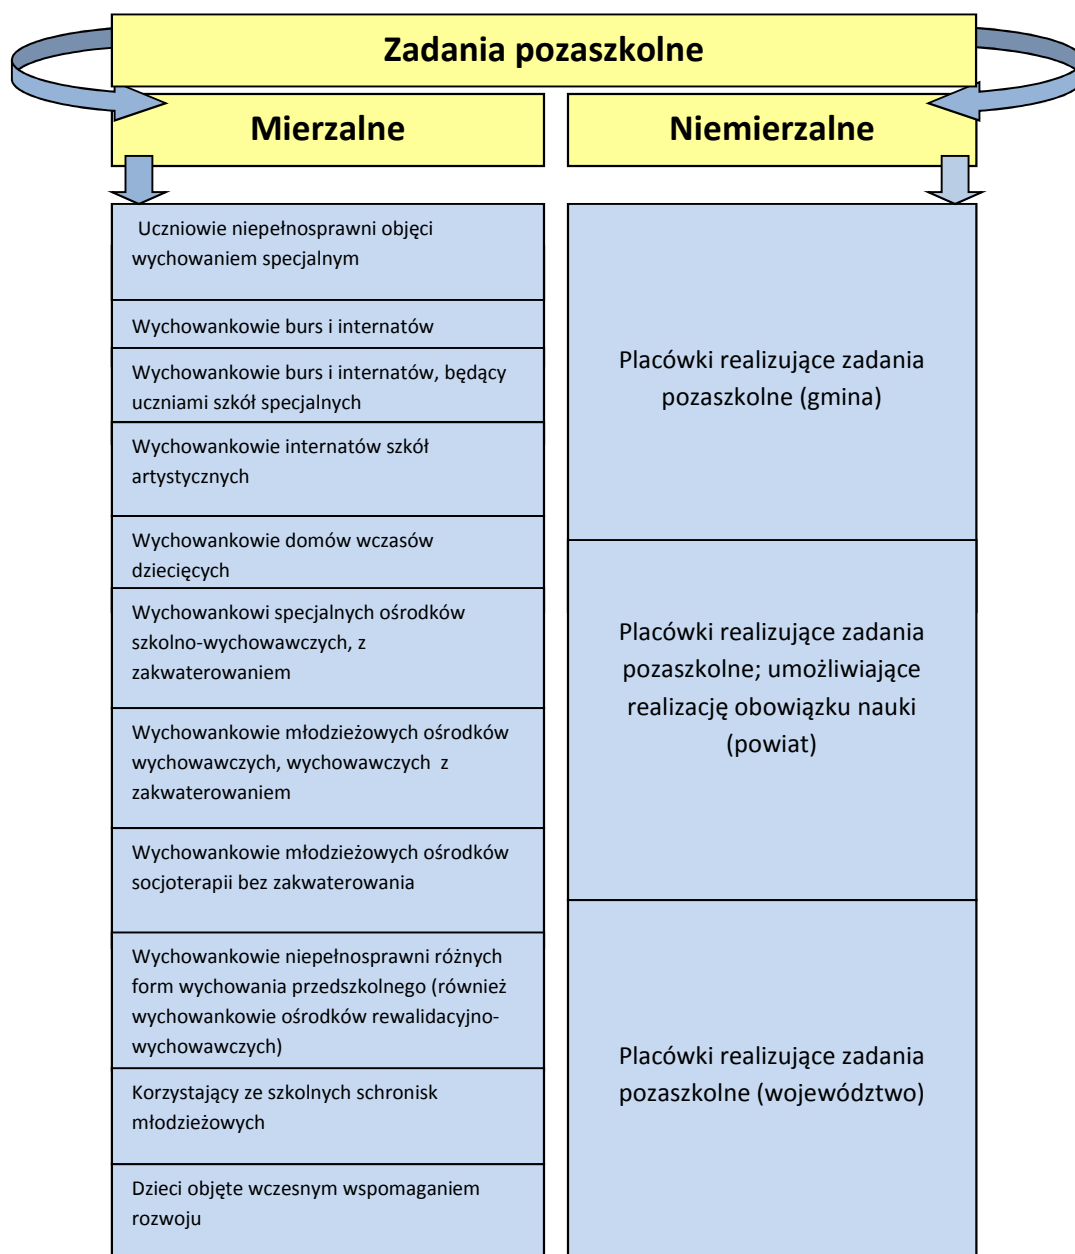 Zadania pozaszkolne
Mierzalne
Niemierzalne
Uczniowie niepełnosprawni objęci
wychowaniem specjalnym
Wychowankowie burs i internatów
Wychowankowie burs i internatów, będący
uczniami szkół specjalnych
Wychowankowie internatów szkół
artystycznych
Wychowankowie domów wczasów
dziecięcych
Wychowankowi specjalnych ośrodków
szkolno-wychowawczych, z
zakwaterowaniem
Wychowankowie młodzieżowych ośrodków
wychowawczych, wychowawczych z
zakwaterowaniem
Wychowankowie młodzieżowych ośrodków
socjoterapii bez zakwaterowania
Wychowankowie niepełnosprawni różnych
form wychowania przedszkolnego (również
wychowankowie ośrodków rewalidacyjno-
wychowawczych)
Korzystający ze szkolnych schronisk
młodzieżowych
Dzieci objęte wczesnym wspomaganiem
rozwoju
Placówki realizujące zadania
pozaszkolne (gmina)
Placówki realizujące zadania
pozaszkolne; umożliwiające
realizację obowiązku nauki
(powiat)
Placówki realizujące zadania
pozaszkolne (województwo)